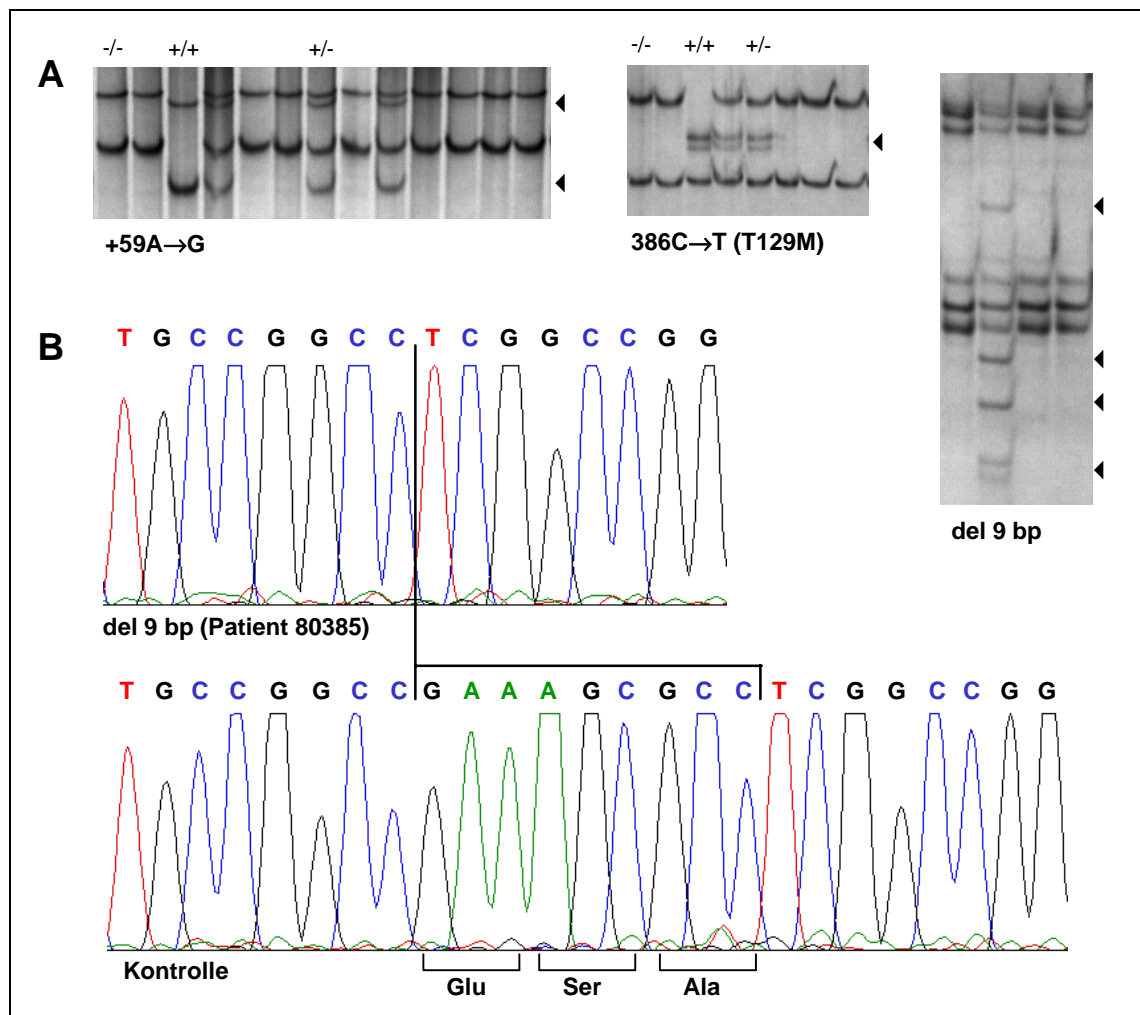 A
-/- +/+ +/-
+59A→G
-/- +/+ +/-
386C→T (T129M)
del 9 bp
B
T G C C G G C C T C G G C C G G
del 9 bp (Patient 80385)
T G C C G G C C G A A A G C G C C T C G G C C G G
Kontrolle
Glu Ser Ala